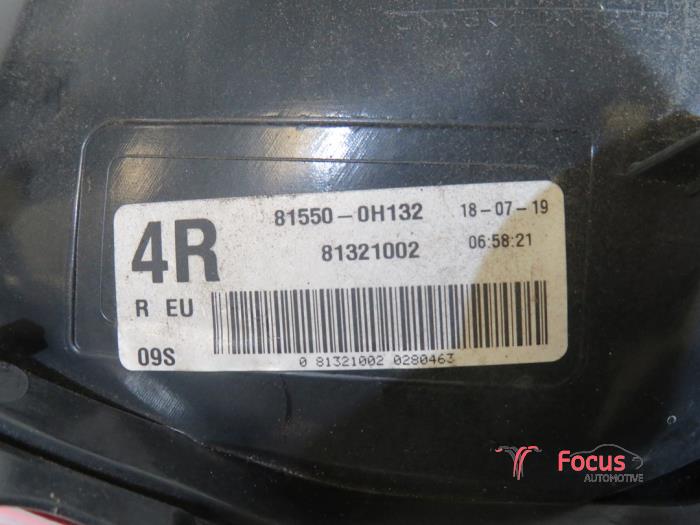 4R
81550-0H132
18-07-19
81321002
06:58:21
R EU
09S
0 81321002 0280463
Focus
AUTOMOTIVE